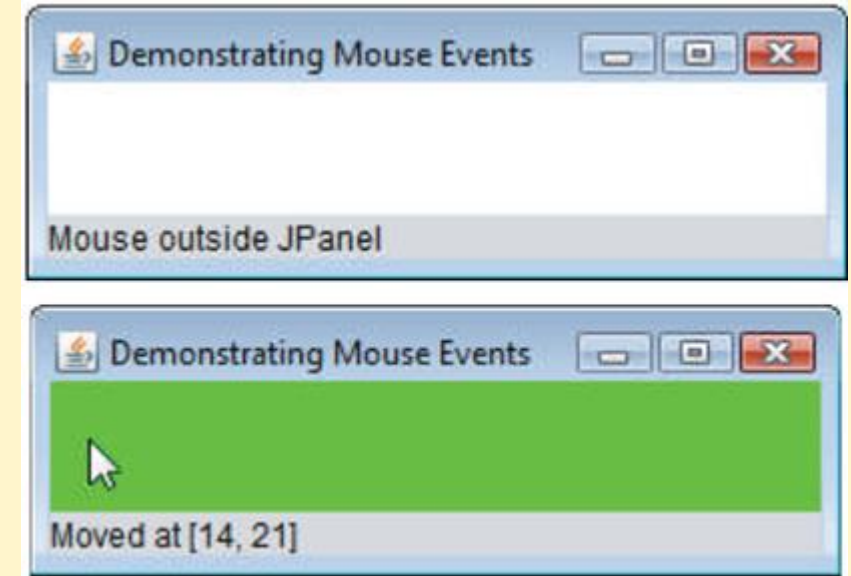 Demonstrating Mouse Events
Mouse outside JPanel
Demonstrating Mouse Events
Moved at [14, 21]